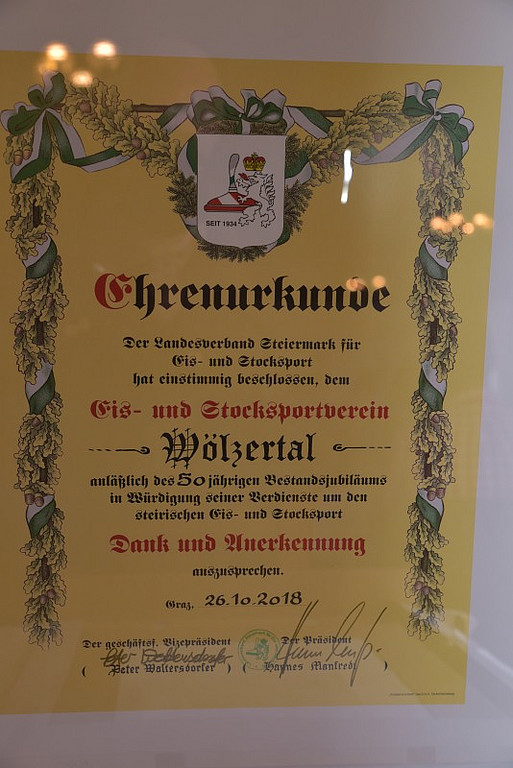 SEIT 1934
Ehrenurkunde
Der Landesverband Steiermark für
Eis- und Stocksport
hat einstimmig beschlossen, dem
Eis- und Stocksportverein
Wölzertal
anläßlich des 50 jährigen Bestandsjubiläums
in Würdigung seiner Verdienste um den
steirischen Eis- und Stocksport
Dank und Anerkennung
auszusprechen.
Graz, 26.10.2018
Der geschäftsf. Vizepräsident Der Präsident
( Peter Waltersdorfer ) ( Hannes Manfredt )